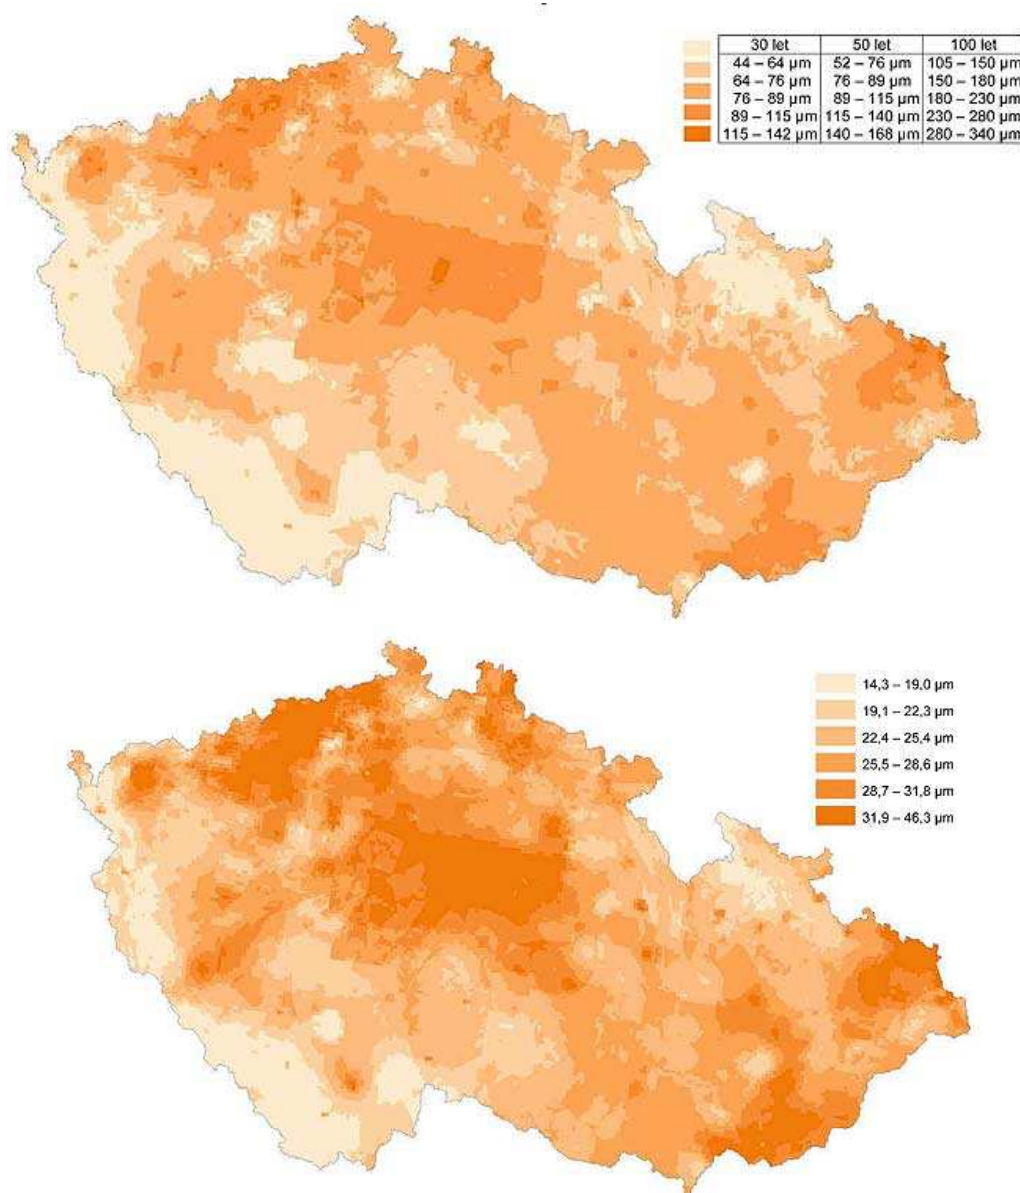 30 let 50 let 100 let
44 – 64 µm 52 – 76 µm 105 – 150 µm
64 – 76 µm 76 – 89 µm 150 – 180 µm
76 – 89 µm 89 – 115 µm 180 – 230 µm
89 – 115 µm 115 – 140 µm 230 – 280 µm
115 – 142 µm 140 – 168 µm 280 – 340 µm
14,3 – 19,0 µm
19,1 – 22,3 µm
22,4 – 25,4 µm
25,5 – 28,6 µm
28,7 – 31,8 µm
31,9 – 46,3 µm